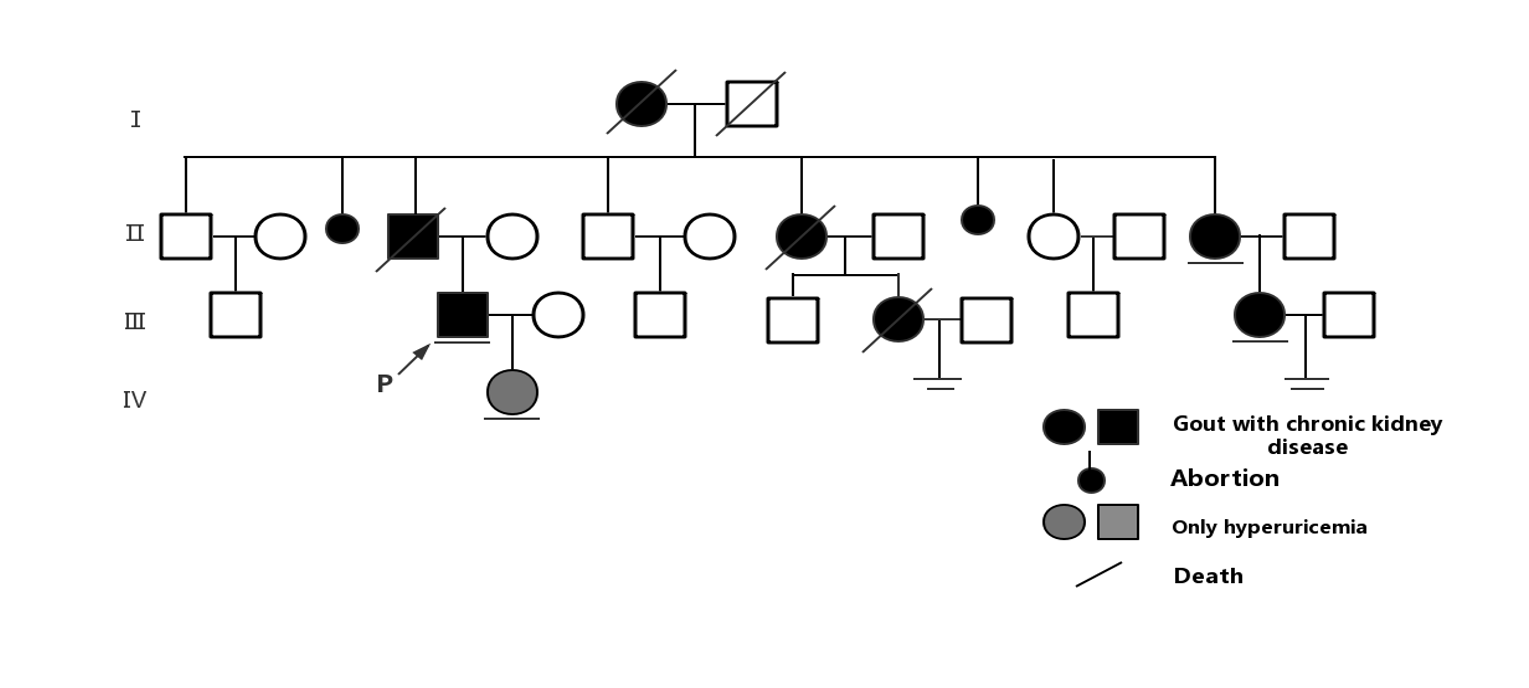 I
II
III
P
IV
Gout with chronic kidney
disease
Abortion
Only hyperuricemia
Death